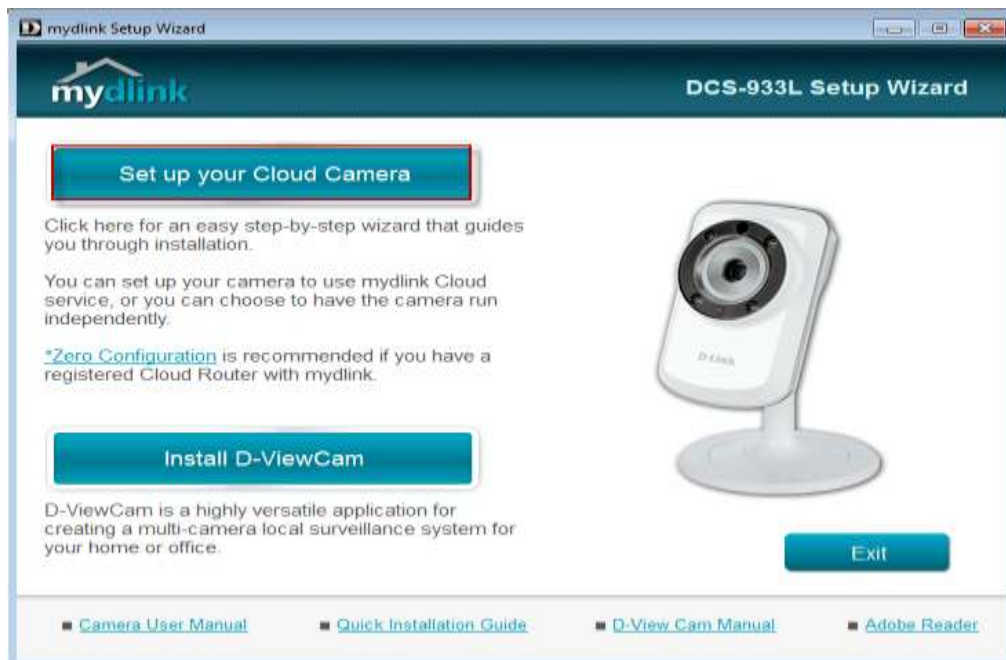 mydlink Setup Wizard
mydlink
DCS-933L Setup Wizard
Set up your Cloud Camera
Click here for an easy step-by-step wizard that guides
you through installation.
You can set up your camera to use mydlink Cloud
service, or you can choose to have the camera run
independently.
*Zero Configuration is recommended if you have a
registered Cloud Router with mydlink.
D-Link
Install D-ViewCam
D-ViewCam is a highly versatile application for
creating a multi-camera local surveillance system for
your home or office.
Exit
Camera User Manual
Quick Installation Guide
D-View Cam Manual
Adobe Reader